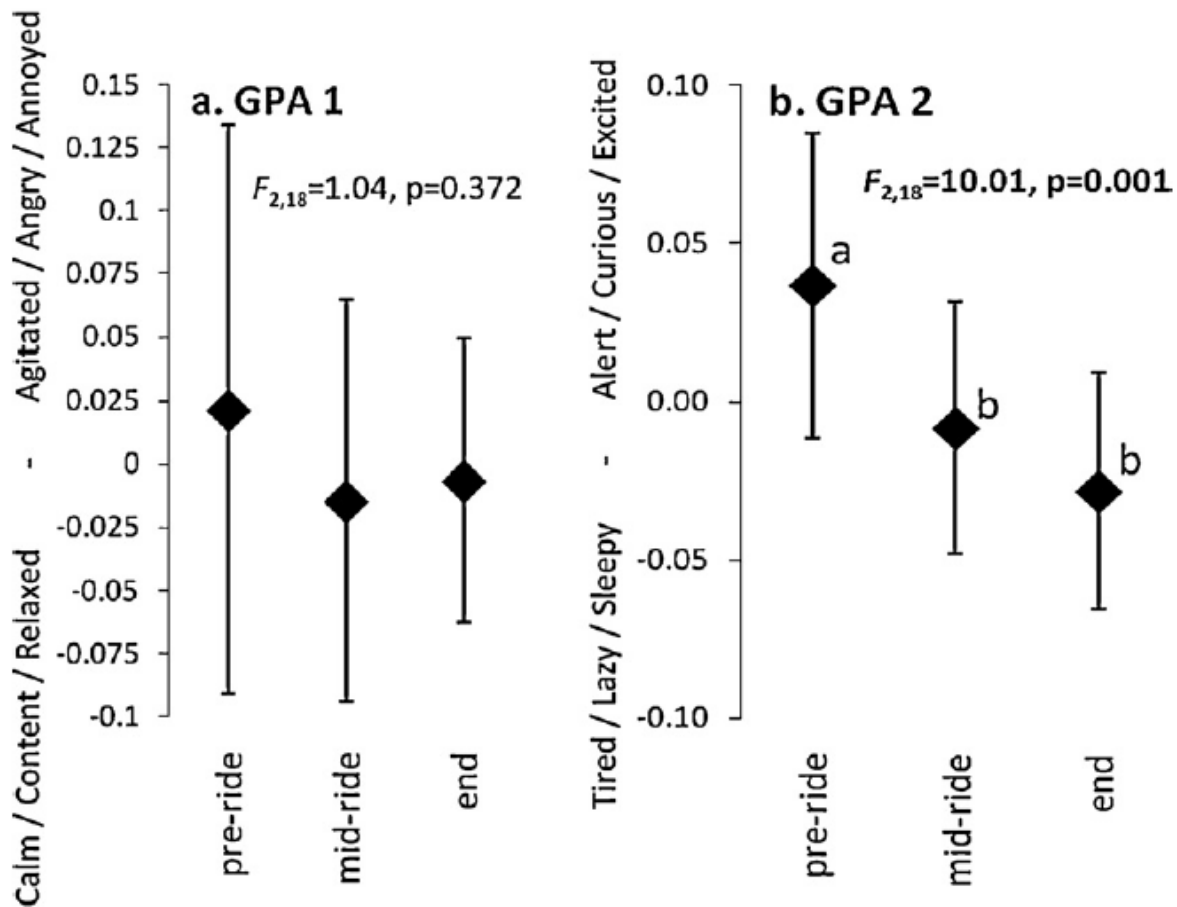 Calm / Content / Relaxed - Agitated / Angry / Annoyed
a. GPA 1
F2,18=1.04, p=0.372
0.15
0.125
0.1
0.075
0.05
0.025
0
-0.025
-0.05
-0.075
-0.1
pre-ride
mid-ride
end
Tired / Lazy / Sleepy - Alert / Curious / Excited
b. GPA 2
F2,18=10.01, p=0.001
0.10
0.05
0.00
-0.05
-0.10
a
b
b
pre-ride
mid-ride
end